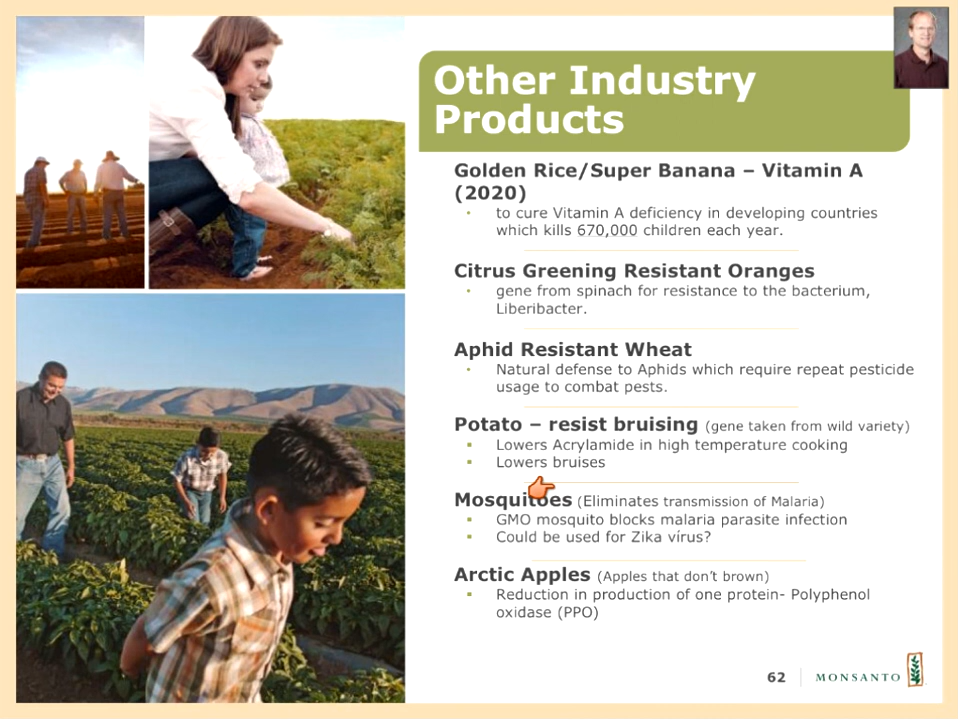 Other Industry
Products
Golden Rice/Super Banana – Vitamin A
(2020)
• to cure Vitamin A deficiency in developing countries
which kills 670,000 children each year.
Citrus Greening Resistant Oranges
• gene from spinach for resistance to the bacterium,
Liberibacter.
Aphid Resistant Wheat
• Natural defense to Aphids which require repeat pesticide
usage to combat pests.
Potato – resist bruising (gene taken from wild variety)
▪ Lowers Acrylamide in high temperature cooking
▪ Lowers bruises
Mosquitoes (Eliminates transmission of Malaria)
▪ GMO mosquito blocks malaria parasite infection
▪ Could be used for Zika vírus?
Arctic Apples (Apples that don't brown)
▪ Reduction in production of one protein- Polyphenol
oxidase (PPO)
62 MONSANTO